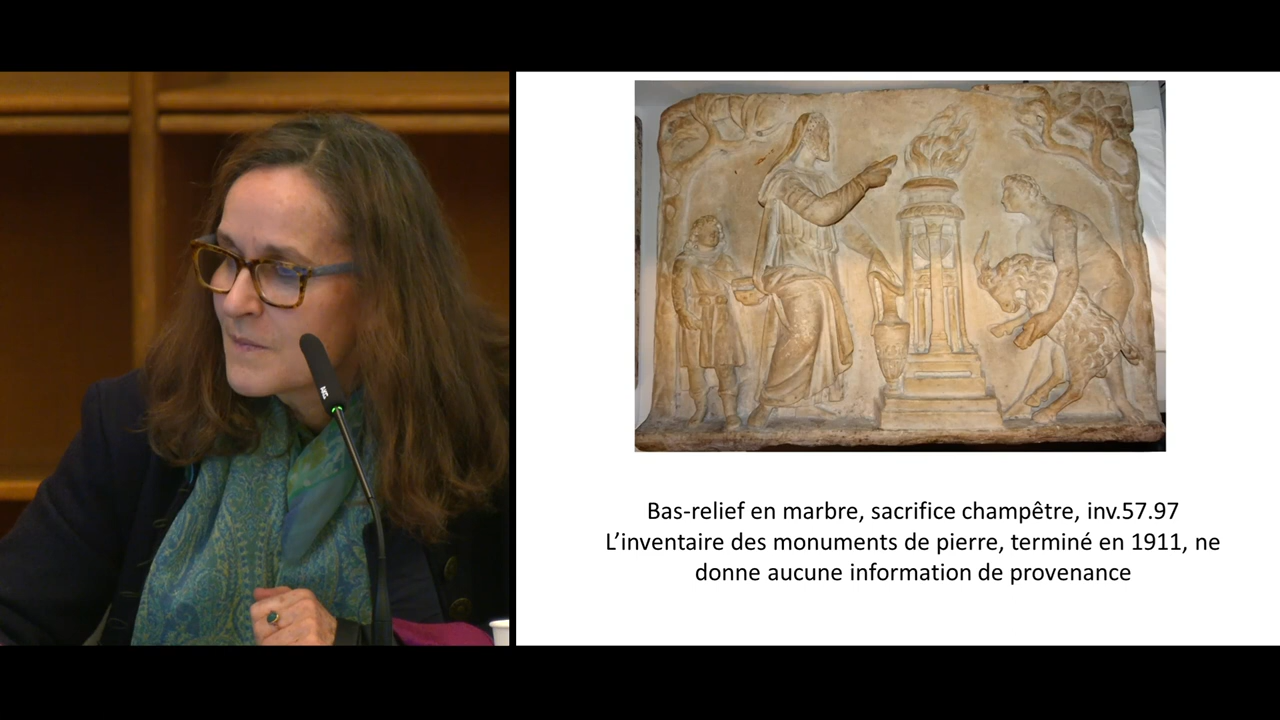 Bas-relief en marbre, sacrifice champêtre, inv.57.97
L’inventaire des monuments de pierre, terminé en 1911, ne
donne aucune information de provenance